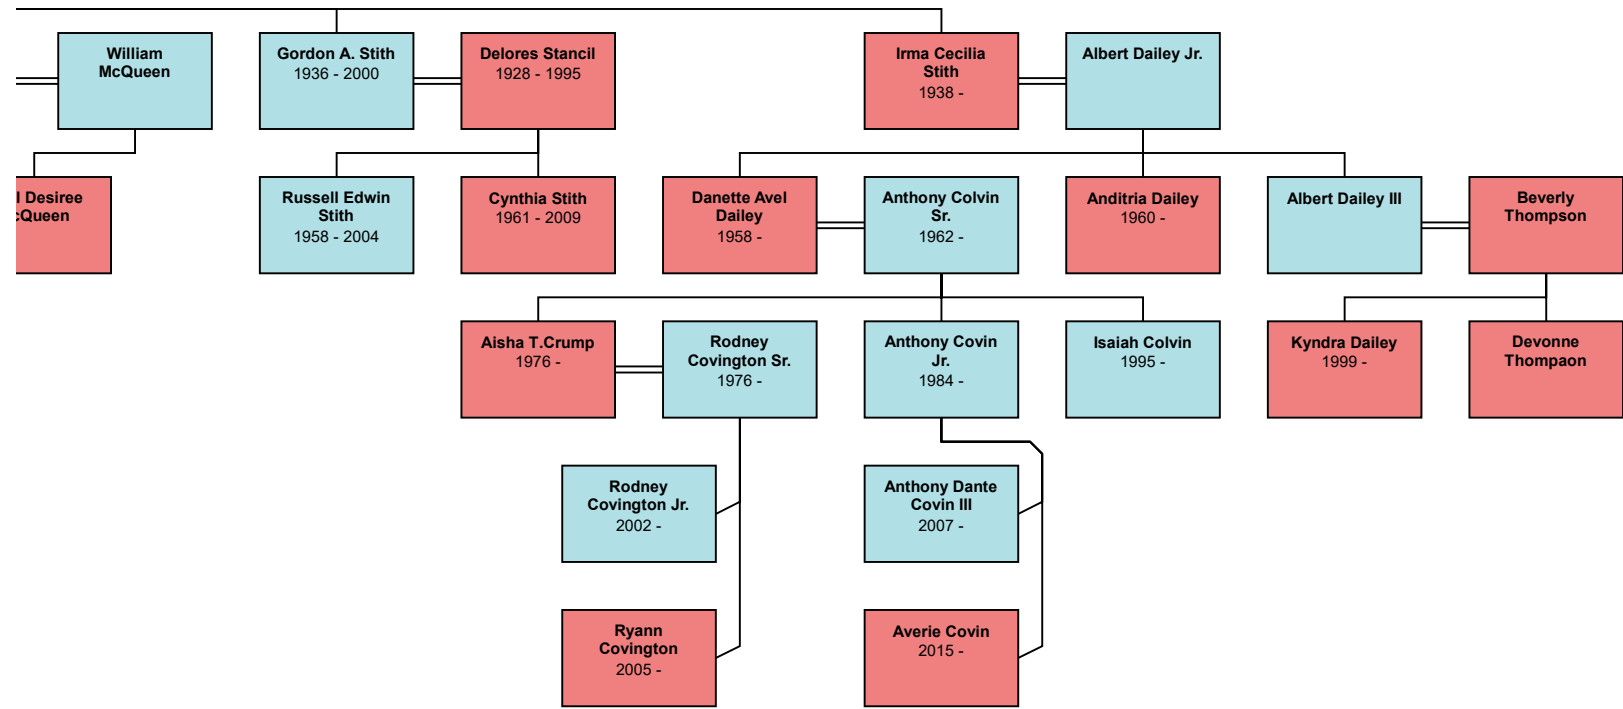 William
McQueen
Gordon A. Stith
1936 - 2000
Delores Stancil
1928 - 1995
Irma Cecilia
Stith
1938 -
Albert Dailey Jr.
l Desiree
cQueen
Russell Edwin
Stith
1958 - 2004
Cynthia Stith
1961 - 2009
Danette Avel
Dailey
1958 -
Anthony Colvin
Sr.
1962 -
Anditria Dailey
1960 -
Albert Dailey III
Beverly
Thompson
Aisha T.Crump
1976 -
Rodney
Covington Sr.
1976 -
Anthony Covin
Jr.
1984 -
Isaiah Colvin
1995 -
Kyndra Dailey
1999 -
Devonne
Thompaon
Rodney
Covington Jr.
2002 -
Anthony Dante
Covin III
2007 -
Ryann
Covington
2005 -
Averie Covin
2015 -